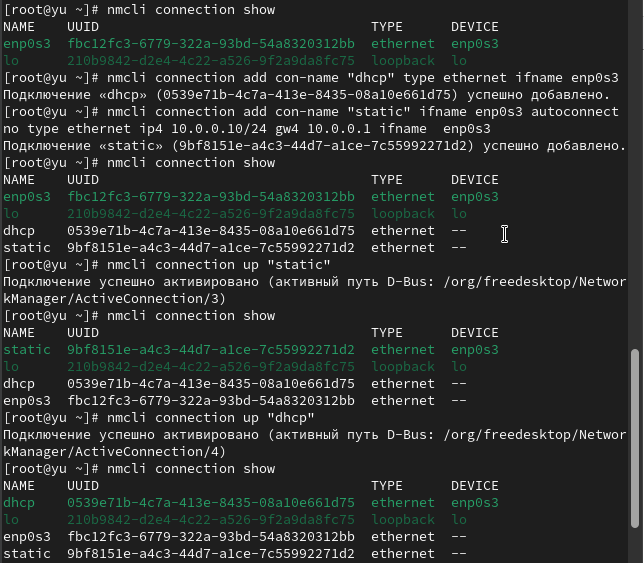 [root@yu ~]# nmcli connection show
NAME    UUID                                  TYPE      DEVICE
enp0s3  fbc12fc3-6779-322a-93bd-54a8320312bb  ethernet  enp0s3
lo      210b9842-d2e4-4c22-a526-9f2a9da8fc75  loopback  lo
[root@yu ~]# nmcli connection add con-name "dhcp" type ethernet ifname enp0s3
Подключение «dhcp» (0539e71b-4c7a-413e-8435-08a10e661d75) успешно добавлено.
[root@yu ~]# nmcli connection add con-name "static" ifname enp0s3 autoconnect
no type ethernet ip4 10.0.0.10/24 gw4 10.0.0.1 ifname  enp0s3
Подключение «static» (9bf8151e-a4c3-44d7-a1ce-7c55992271d2) успешно добавлено.
[root@yu ~]# nmcli connection show
NAME    UUID                                  TYPE      DEVICE
enp0s3  fbc12fc3-6779-322a-93bd-54a8320312bb  ethernet  enp0s3
lo      210b9842-d2e4-4c22-a526-9f2a9da8fc75  loopback  lo
dhcp    0539e71b-4c7a-413e-8435-08a10e661d75  ethernet  --
static  9bf8151e-a4c3-44d7-a1ce-7c55992271d2  ethernet  --
[root@yu ~]# nmcli connection up "static"
Подключение успешно активировано (активный путь D-Bus: /org/freedesktop/Networ
kManager/ActiveConnection/3)
[root@yu ~]# nmcli connection show
NAME    UUID                                  TYPE      DEVICE
static  9bf8151e-a4c3-44d7-a1ce-7c55992271d2  ethernet  enp0s3
lo      210b9842-d2e4-4c22-a526-9f2a9da8fc75  loopback  lo
dhcp    0539e71b-4c7a-413e-8435-08a10e661d75  ethernet  --
enp0s3  fbc12fc3-6779-322a-93bd-54a8320312bb  ethernet  --
[root@yu ~]# nmcli connection up "dhcp"
Подключение успешно активировано (активный путь D-Bus: /org/freedesktop/Networ
kManager/ActiveConnection/4)
[root@yu ~]# nmcli connection show
NAME    UUID                                  TYPE      DEVICE
dhcp    0539e71b-4c7a-413e-8435-08a10e661d75  ethernet  enp0s3
lo      210b9842-d2e4-4c22-a526-9f2a9da8fc75  loopback  lo
enp0s3  fbc12fc3-6779-322a-93bd-54a8320312bb  ethernet  --
static  9bf8151e-a4c3-44d7-a1ce-7c55992271d2  ethernet  --